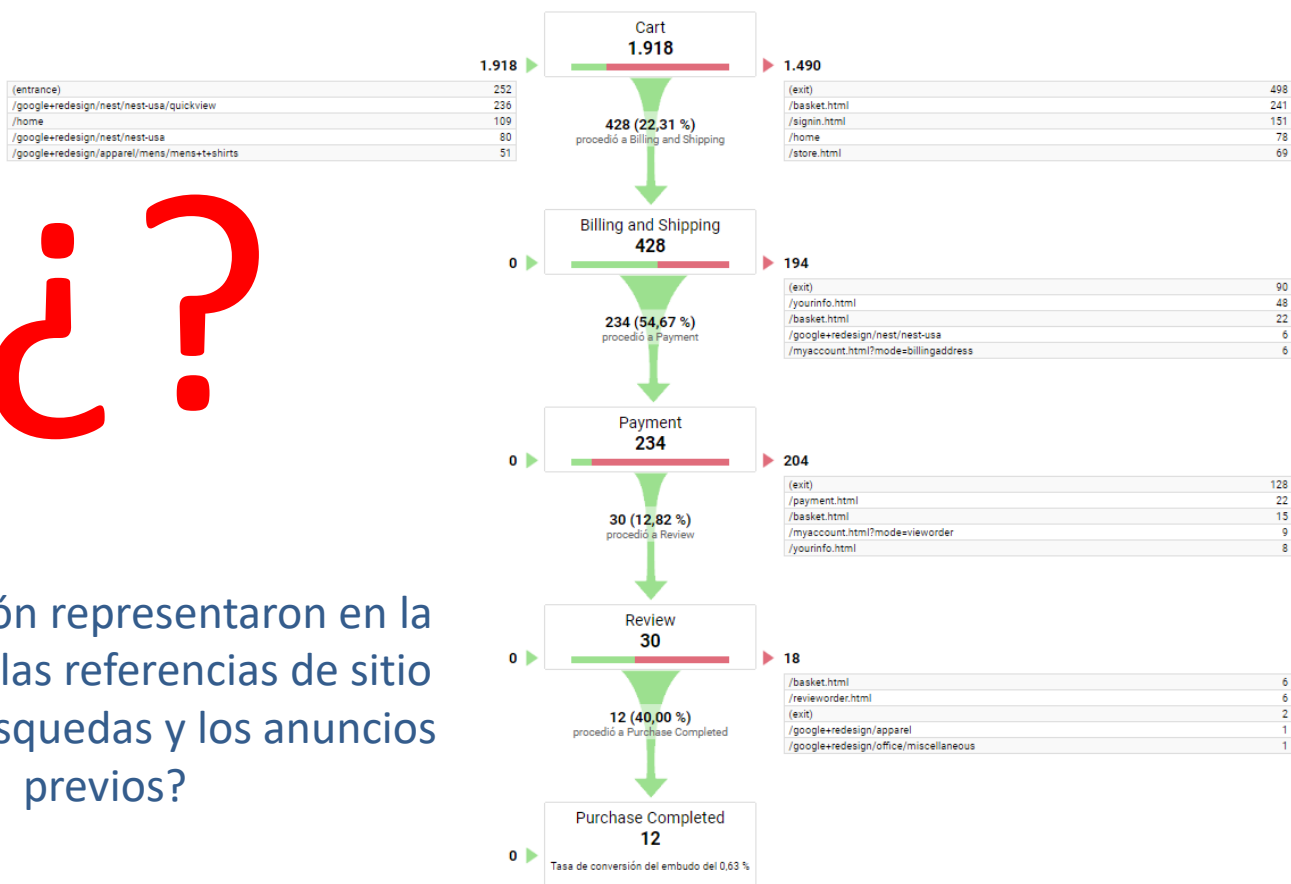 Cart
1.918
1.918
1.490
(entrance) 252
/google+redesign/nest/nest-usa/quickview 236
/home 109
/google+redesign/nest/nest-usa 80
/google+redesign/apparel/mens/mens+t+shirts 51
(exit) 498
/basket.html 241
/signin.html 151
/home 78
/store.html 69
428 (22,31 %)
procedió a Billing and Shipping
¿?
Billing and Shipping
428
0
194
(exit) 90
/yourinfo.html 48
/basket.html 22
/google+redesign/nest/nest-usa 6
/myaccount.html?mode=billingaddress 6
234 (54,67 %)
procedió a Payment
Payment
234
0
204
(exit) 128
/payment.html 22
/basket.html 15
/myaccount.html?mode=vieworder 9
/yourinfo.html 8
30 (12,82 %)
procedió a Review
ón representaron en la
las referencias de sitio
squedas y los anuncios
previos?
Review
30
0
18
/basket.html 6
/revieworder.html 6
(exit) 2
/google+redesign/apparel 1
/google+redesign/office/miscellaneous 1
12 (40,00 %)
procedió a Purchase Completed
Purchase Completed
12
0
Tasa de conversión del embudo del 0,63 %